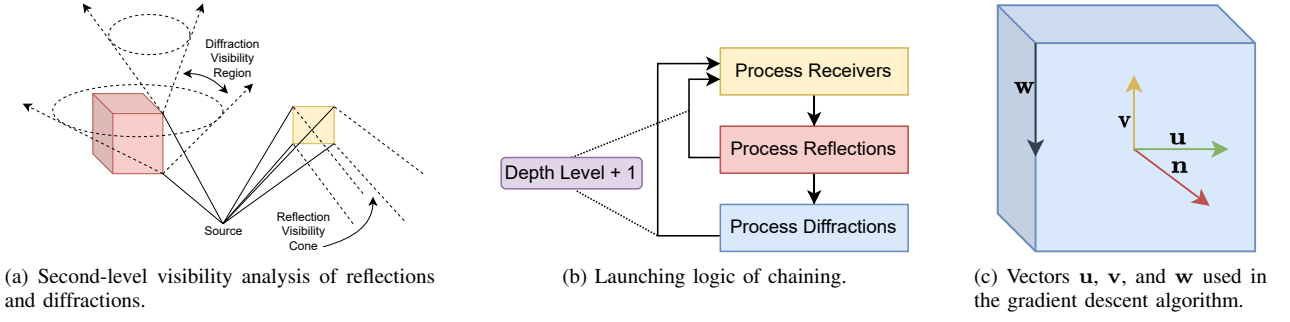 Diffraction
Visibility
Region
Source
Reflection
Visibility
Cone
(a) Second-level visibility analysis of reflections
and diffractions.
Process Receivers
Process Reflections
Depth Level + 1
Process Diffractions
(b) Launching logic of chaining.
w
v
u
n
(c) Vectors u, v, and w used in
the gradient descent algorithm.